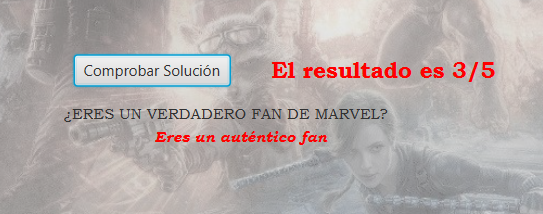 Comprobar Solución
El resultado es 3/5
¿ERES UN VERDADERO FAN DE MARVEL?
Eres un auténtico fan